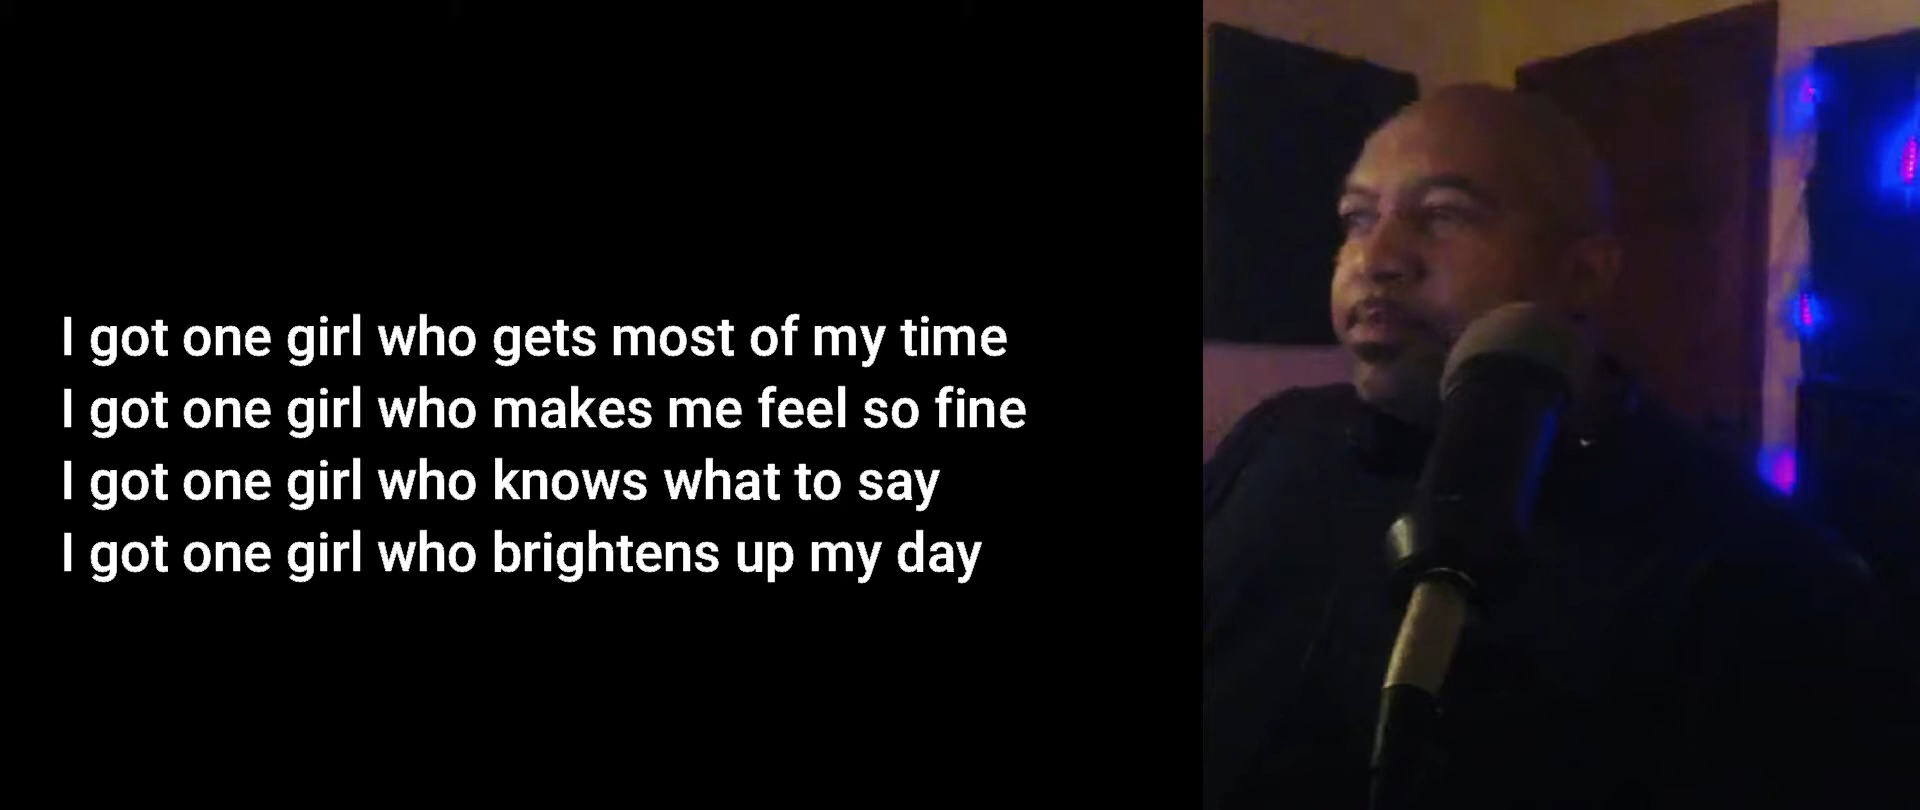 I got one girl who gets most of my time
I got one girl who makes me feel so fine
I got one girl who knows what to say
I got one girl who brightens up my day